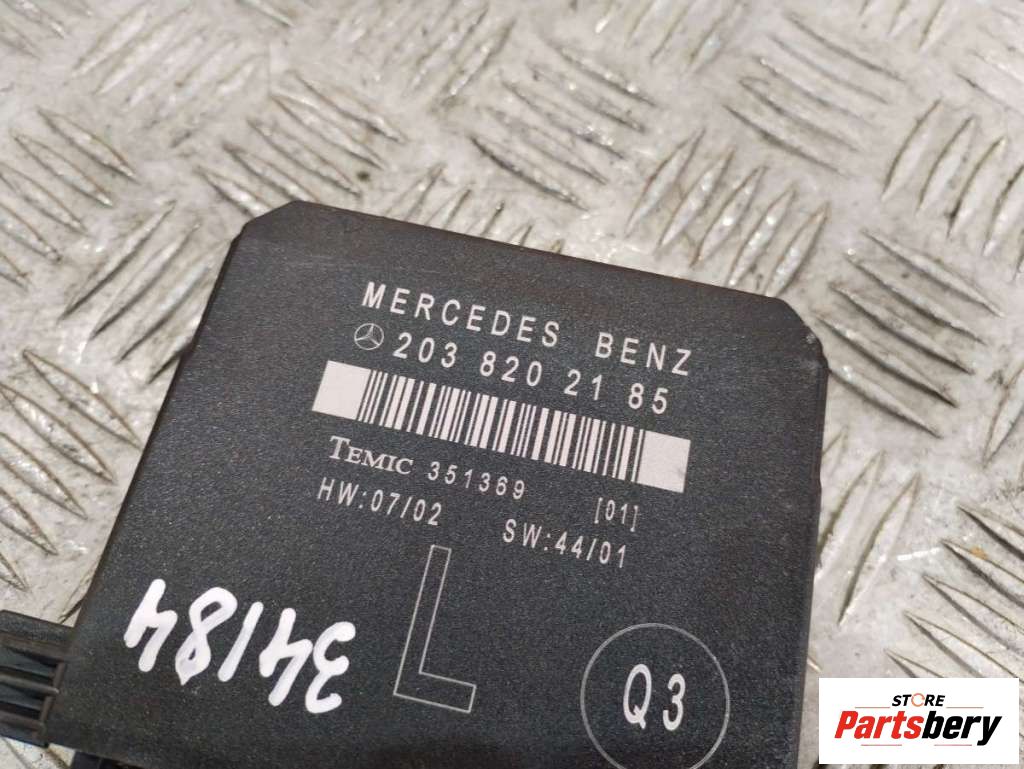 MERCEDES BENZ
203 820 21 85
TEMIC 351369 [01]
HW:07/02 SW:44/01
L
Q3
34184
STORE
Partsbery